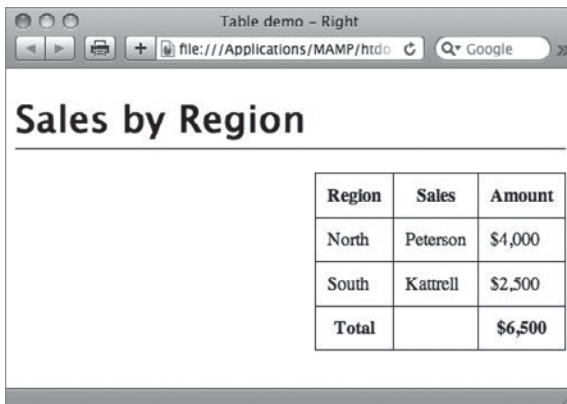 Table demo – Right
file:///Applications/MAMP/htdo
Google
Sales by Region
Region Sales Amount
North Peterson $4,000
South Kattrell $2,500
Total $6,500